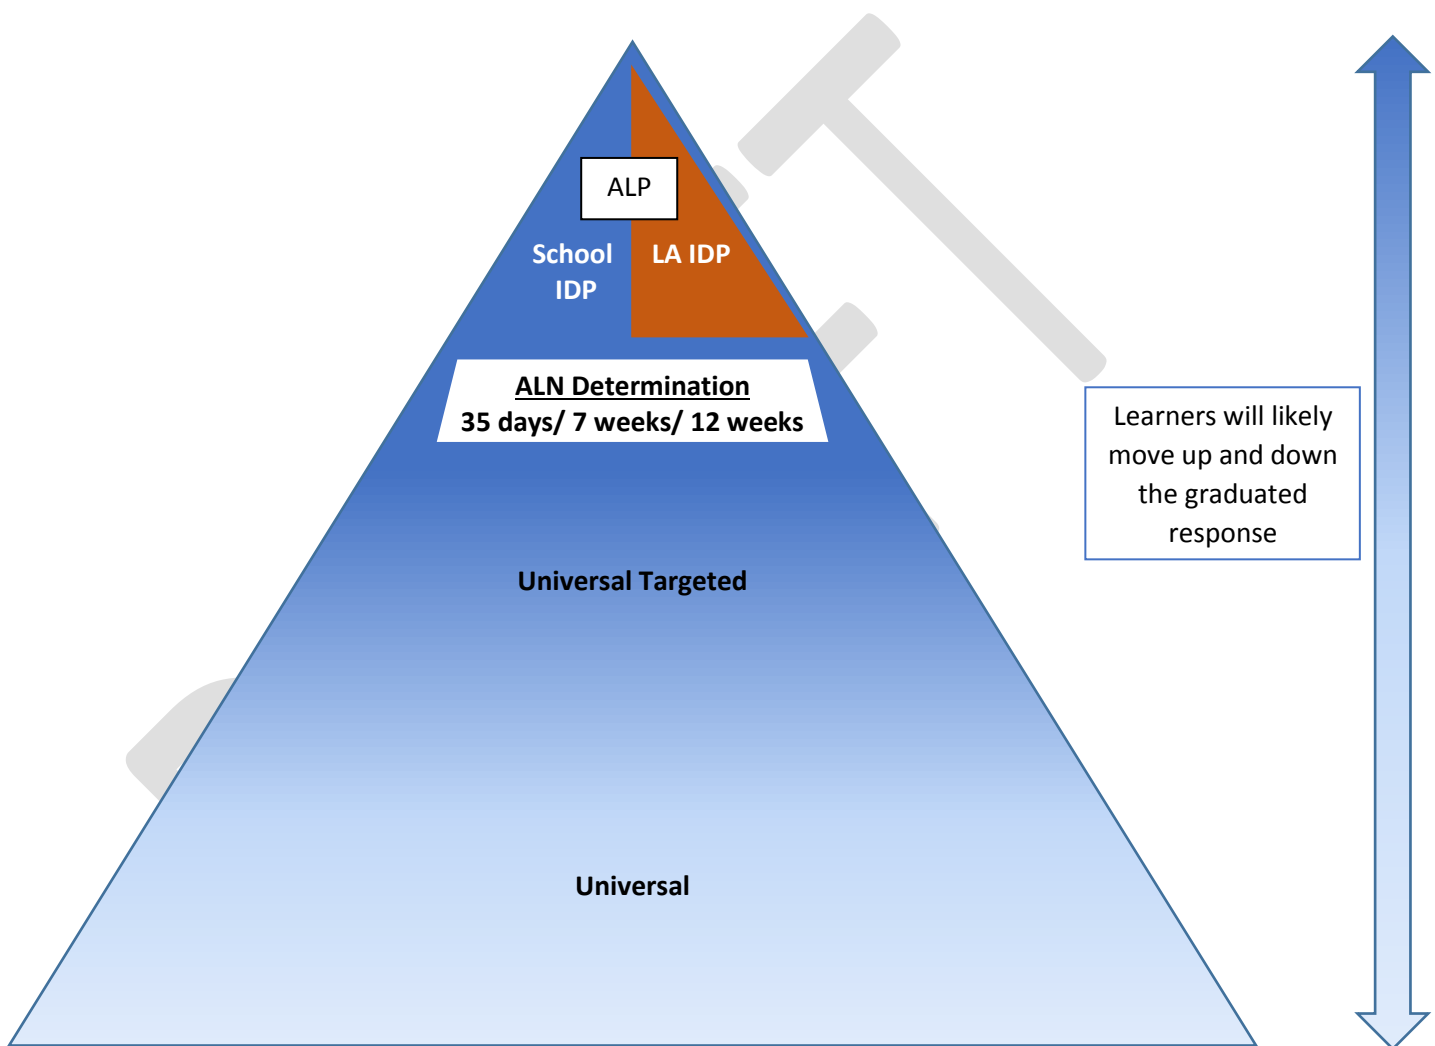 ALP
School
IDP
LA IDP
ALN Determination
35 days/ 7 weeks/ 12 weeks
Learners will likely
move up and down
the graduated
response
Universal Targeted
Universal